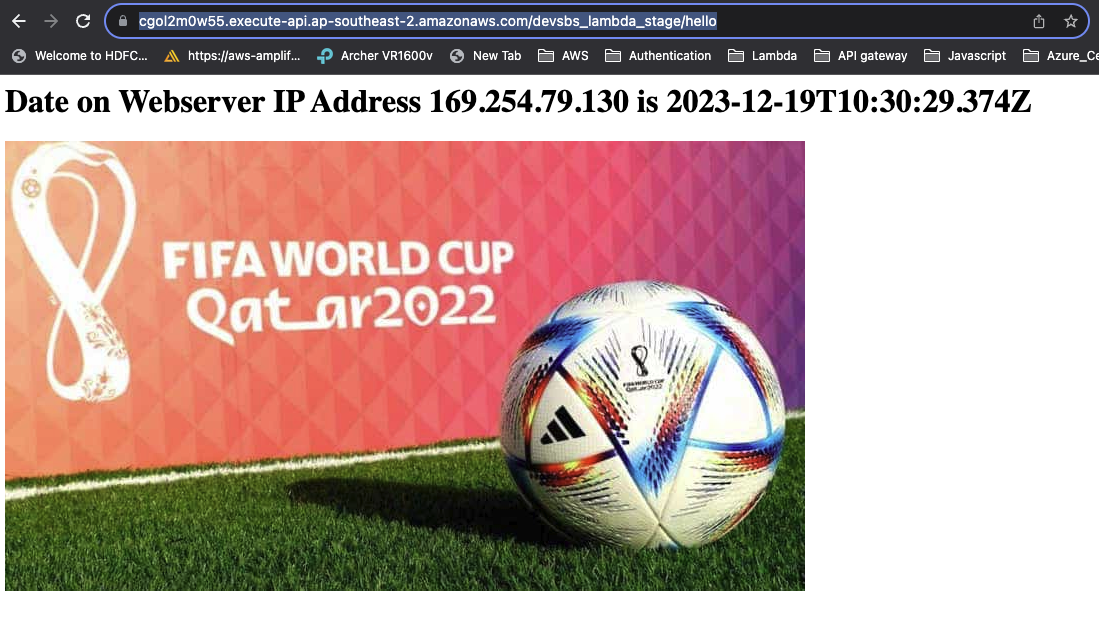 cgol2m0w55.execute-api.ap-southeast-2.amazonaws.com/devsbs_lambda_stage/hello
Welcome to HDFC... https://aws-amplif... Archer VR1600v New Tab AWS Authentication Lambda API gateway Javascript Azure_Ce
Date on Webserver IP Address 169.254.79.130 is 2023-12-19T10:30:29.374Z
FIFA WORLD CUP
Qatar2022
FIFA WORLD CUP
Qatar2022